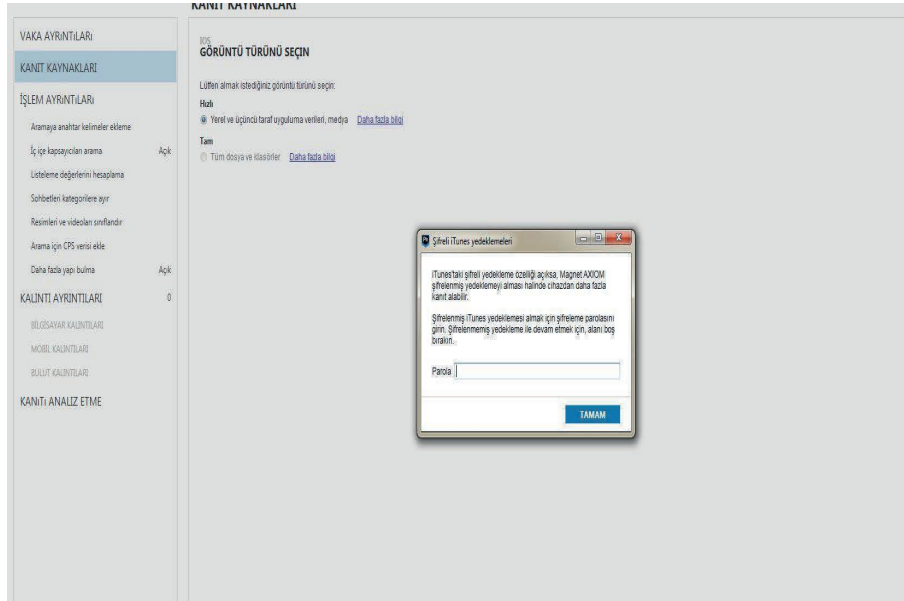 KANIT KAYNAKLARI
VAKA AYRıNTıLARı
KANIT KAYNAKLARI
İŞLEM AYRıNTıLARı
Aramaya anahtar kelimeler ekleme
İç içe kapsayıcıları arama Açık
Listeleme değerlerini hesaplama
Sohbetleri kategorilere ayır
Resimleri ve videoları sınıflandır
Arama için CPS verisi ekle
Daha fazla yapı bulma Açık
KALINTI AYRINTILARI 0
BİLGİSAYAR KALINTILARI
MOBİL KALINTILARI
BULUT KALINTILARI
KANıTı ANALIZ ETME
IOS
GÖRÜNTÜ TÜRÜNÜ SEÇIN
Lütfen almak istediğiniz görüntü türünü seçin:
Hızlı
Yerel ve üçüncü taraf uygulama verileri, medya Daha fazla bilgi
Tam
Tüm dosya ve klasörler Daha fazla bilgi
Şifreli iTunes yedeklemeleri
iTunes'taki şifreli yedekleme özelliği açıksa, Magnet AXIOM
şifrelenmiş yedeklemeyi alması halinde cihazdan daha fazla
kanıt alabilir.
Şifrelenmiş iTunes yedeklemesi almak için şifreleme parolasını
girin. Şifrelenmemiş yedekleme ile devam etmek için, alanı boş
bırakın.
Parola
TAMAM